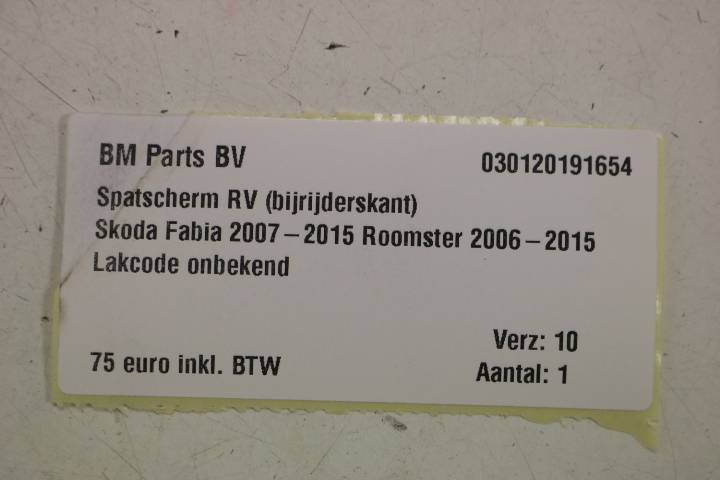 BM Parts BV 030120191654
Spatscherm RV (bijrijderskant)
Skoda Fabia 2007-2015 Roomster 2006-2015
Lakcode onbekend
Verz: 10
75 euro inkl. BTW Aantal: 1